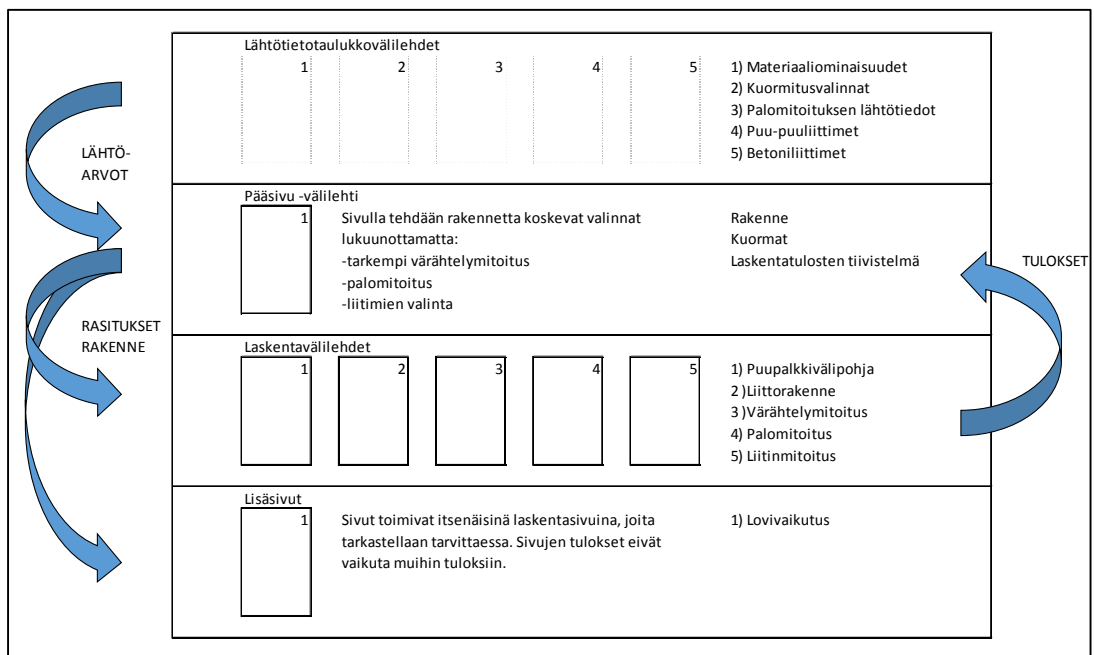 Lähtötietotaulukkovälilehdet
1 2 3 4 5
1) Materiaaliominaisuudet
2) Kuormitusvalinnat
3) Palomitoituksen lähtötiedot
4) Puu-puuliittimet
5) Betoniliittimet
LÄHTÖ-
ARVOT
Pääsivu -välilehti
1
Sivulla tehdään rakennetta koskevat valinnat
lukuunottamatta:
-tarkempi värähtelymitoitus
-palomitoitus
-liitimien valinta
Rakenne
Kuormat
Laskentatulosten tiivistelmä
TULOKSET
RASITUKSET
RAKENNE
Laskentavälilehdet
1 2 3 4 5
1) Puupalkkivälipohja
2 )Liittorakenne
3 )Värähtelymitoitus
4) Palomitoitus
5) Liitinmitoitus
Lisäsivut
1
Sivut toimivat itsenäisinä laskentasivuina, joita
tarkastellaan tarvittaessa. Sivujen tulokset eivät
vaikuta muihin tuloksiin.
1) Lovivaikutus